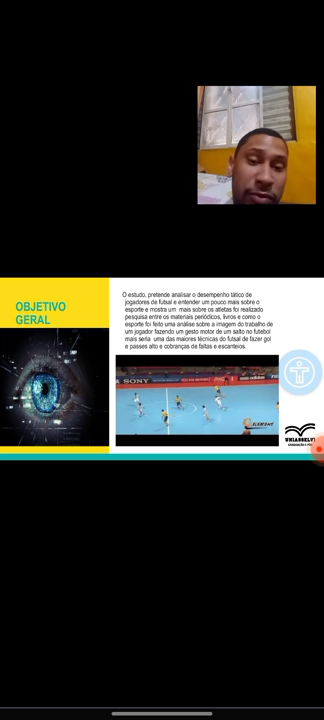 OBJETIVO
GERAL
O estudo, pretende analisar o desempenho tático de
jogadores de futsal e entender um pouco mais sobre o
esporte e mostra um mais sobre os atletas foi realizado
pesquisa entre os materiais periódicos, livros e como o
esporte foi feito uma análise sobre a imagem do trabalho de
um jogador fazendo um gesto motor de um salto no futebol
mais seria uma das maiores técnicas do futsal de fazer gol
e passes alto e cobranças de faltas e escanteios.
SONY
adidas
UNIASSELVI